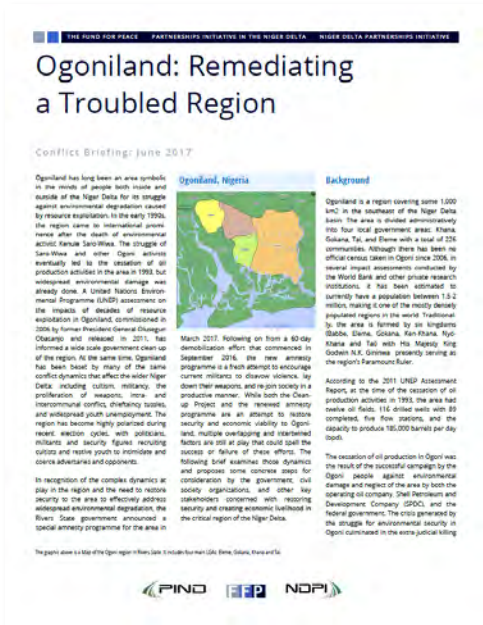 THE FUND FOR PEACE PARTNERSHIPS INITIATIVE IN THE NIGER DELTA NIGER DELTA PARTNERSHIPS INITIATIVE
Ogoniland: Remediating
a Troubled Region
Conflict Briefing: June 2017
Ogoniland has long been an area symbolic
in the minds of people both inside and
outside of the Niger Delta for its struggle
against environmental degradation caused
by resource exploitation. In the early 1990s,
the region came to international promi-
nence after the death of environmental
activist Kenule Saro-Wiwa. The struggle of
Saro-Wiwa and other Ogoni activists
eventually led to the cessation of oil
production activities in the area in 1993, but
widespread environmental damage was
already done. A United Nations Environ-
mental Programme (UNEP) assessment on
the impacts of decades of resource
exploitation in Ogoniland, commissioned in
2006 by former President General Olusegun
Obasanjo and released in 2011, has
informed a wide scale government clean up
of the region. At the same time, Ogoniland
has been beset by many of the same
conflict dynamics that affect the wider Niger
Delta: including cultism, militancy, the
proliferation of weapons, intra- and
intercommunal conflict, chieftaincy tussles,
and widespread youth unemployment. The
region has become highly polarized during
recent election cycles, with politicians,
militants and security figures recruiting
cultists and restive youth to intimidate and
coerce adversaries and opponents.
In recognition of the complex dynamics at
play in the region and the need to restore
security to the area to effectively address
widespread environmental degradation, the
Rivers State government announced a
special amnesty programme for the area in
Ogoniland, Nigeria
March 2017. Following on from a 60-day
demobilization effort that commenced in
September 2016, the new amnesty
programme is a fresh attempt to encourage
current militants to disavow violence, lay
down their weapons, and re-join society in a
productive manner. While both the Clean-
up Project and the renewed amnesty
programme are an attempt to restore
security and economic viability to Ogoni-
land, multiple overlapping and intertwined
factors are still at play that could spell the
success or failure of these efforts. The
following brief examines those dynamics
and proposes some concrete steps for
consideration by the government, civil
society organizations, and other key
stakeholders concerned with restoring
security and creating economic livelihood in
the critical region of the Niger Delta.
Background
Ogoniland is a region covering some 1,000
km2 in the southeast of the Niger Delta
basin. The area is divided administratively
into four local government areas: Khana,
Gokana, Tai, and Eleme with a total of 226
communities. Although there has been no
official census taken in Ogoni since 2006, in
several impact assessments conducted by
the World Bank and other private research
institutions, it has been estimated to
currently have a population between 1.5-2
million, making it one of the mostly densely
populated regions in the world. Traditional-
ly, the area is formed by six kingdoms
(Babbe, Eleme, Gokana, Ken-Khana, Nyo-
Khana and Tai) with His Majesty King
Godwin N.K. Gininwa presently serving as
the region's Paramount Ruler.
According to the 2011 UNEP Assessment
Report, at the time of the cessation of oil
production activities in 1993, the area had
twelve oil fields, 116 drilled wells with 89
completed, five flow stations, and the
capacity to produce 185,000 barrels per day
(bpd).
The cessation of oil production in Ogoni was
the result of the successful campaign by the
Ogoni people against environmental
damage and neglect of the area by both the
operating oil company, Shell Petroleum and
Development Company (SPDC), and the
federal government. The crisis generated by
the struggle for environmental security in
Ogoni culminated in the extra-judicial killing
The graphic above is a Map of the Ogoni region in Rivers State. It includes four main LGAs: Eleme, Gokana, Khana and Tai.
PIND FFP NDPI